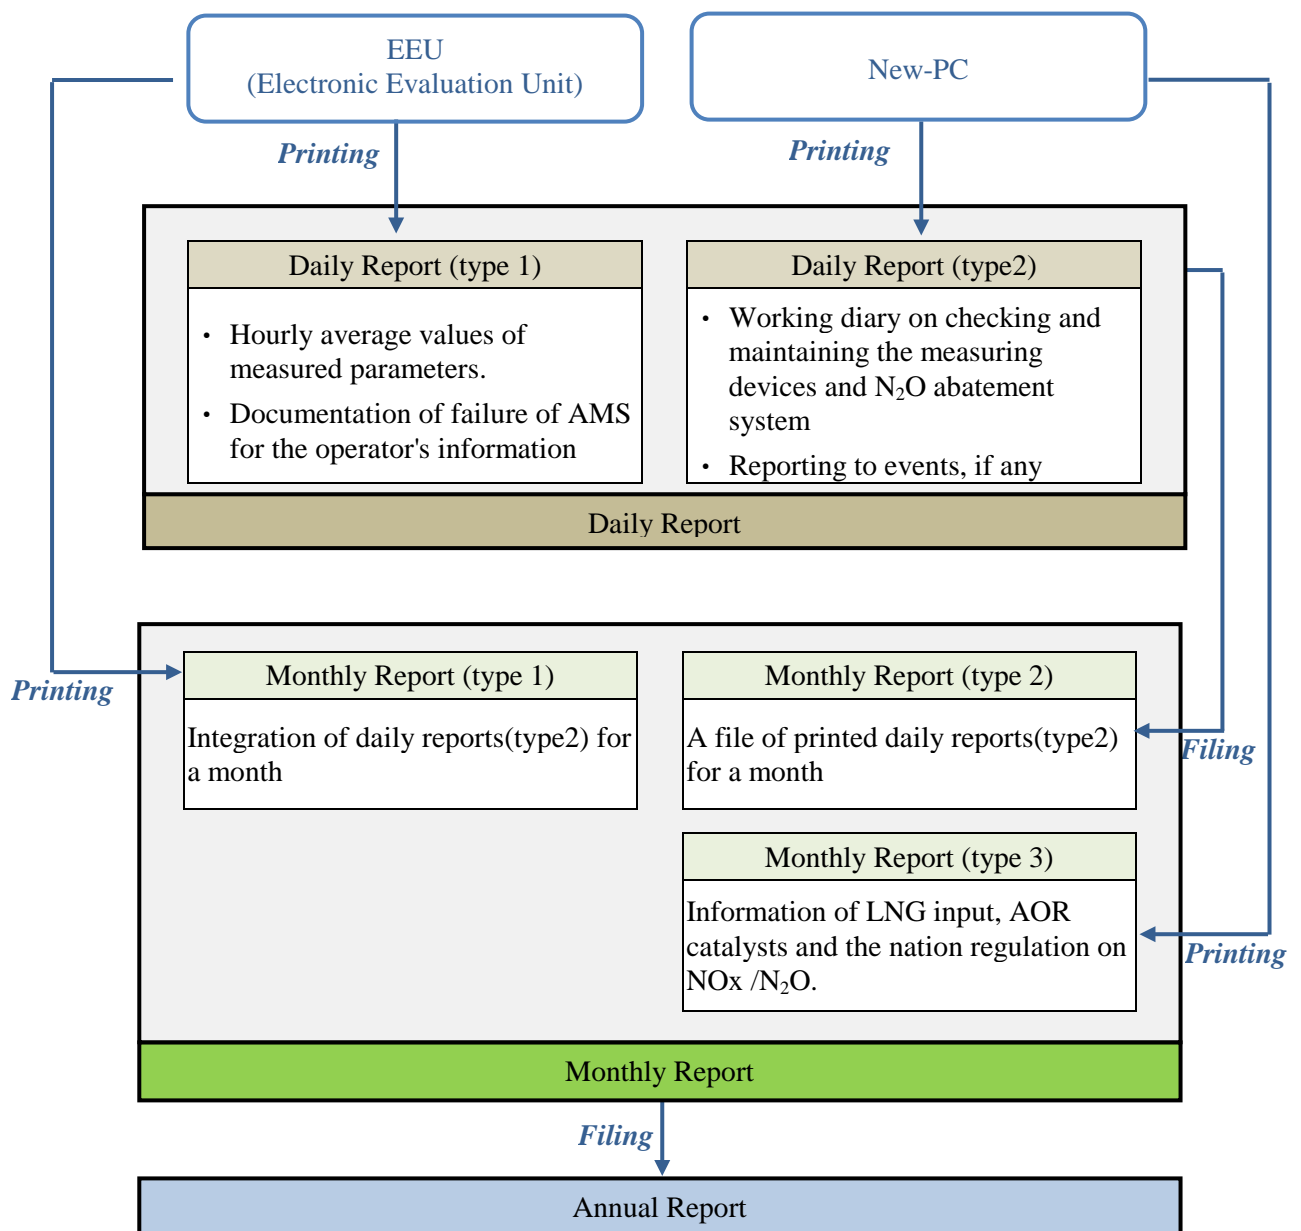 EEU
(Electronic Evaluation Unit)
New-PC
Printing
Printing
Daily Report (type 1)
・ Hourly average values of
measured parameters.
・ Documentation of failure of AMS
for the operator's information
Daily Report (type2)
・ Working diary on checking and
maintaining the measuring
devices and N₂O abatement
system
・ Reporting to events, if any
Daily Report
Printing
Monthly Report (type 1)
Integration of daily reports(type2) for
a month
Monthly Report (type 2)
A file of printed daily reports(type2)
for a month
Filing
Monthly Report (type 3)
Information of LNG input, AOR
catalysts and the nation regulation on
NOx /N₂O.
Printing
Monthly Report
Filing
Annual Report